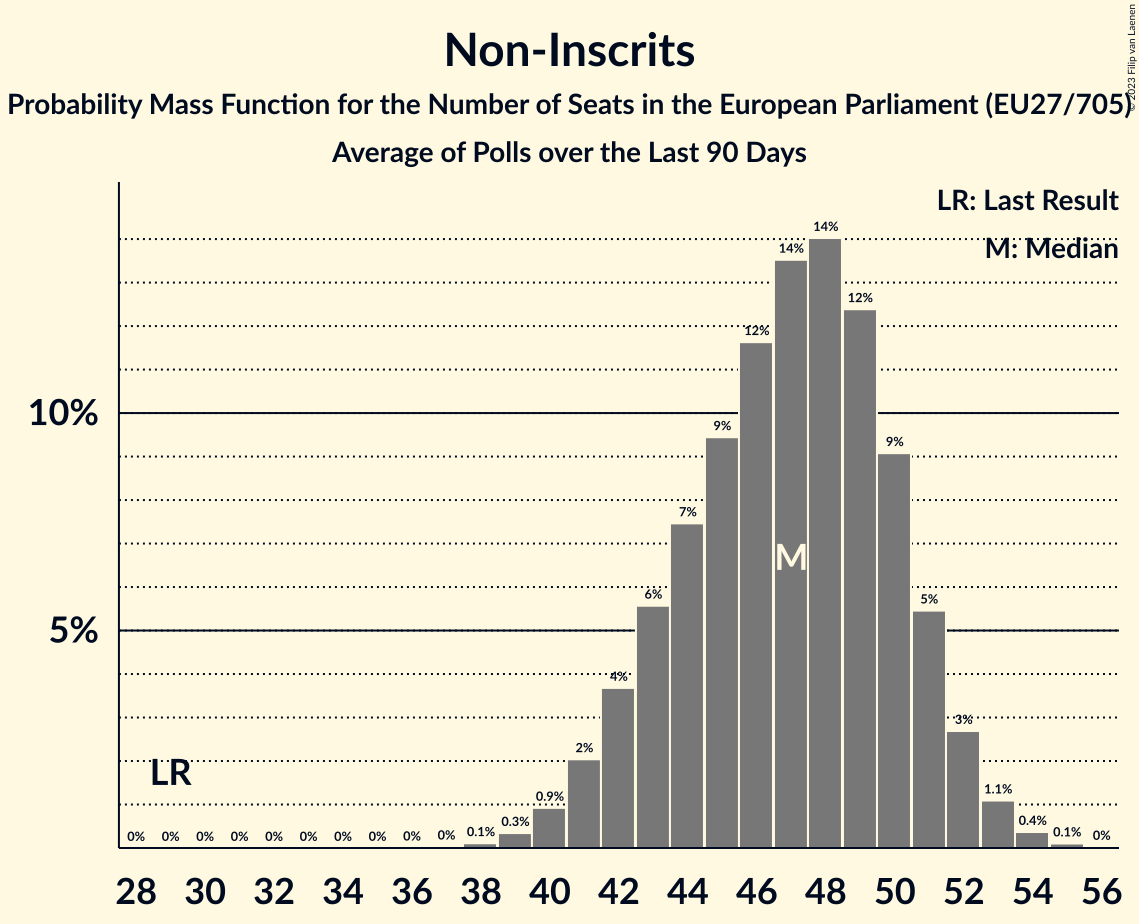 Non-Inscrits
Probability Mass Function for the Number of Seats in the European Parliament (EU27/705)
Average of Polls over the Last 90 Days
© 2023 Filip van Laenen
LR: Last Result
M: Median
14%
14%
12%
12%
10%
9%
9%
7%
M
6%
5%
5%
4%
3%
2%
LR
0.9%
1.1%
0.3%
0.4%
0% 0% 0% 0% 0% 0% 0% 0% 0% 0% 0.1% 0.1% 0%
28 30 32 34 36 38 40 42 44 46 48 50 52 54 56